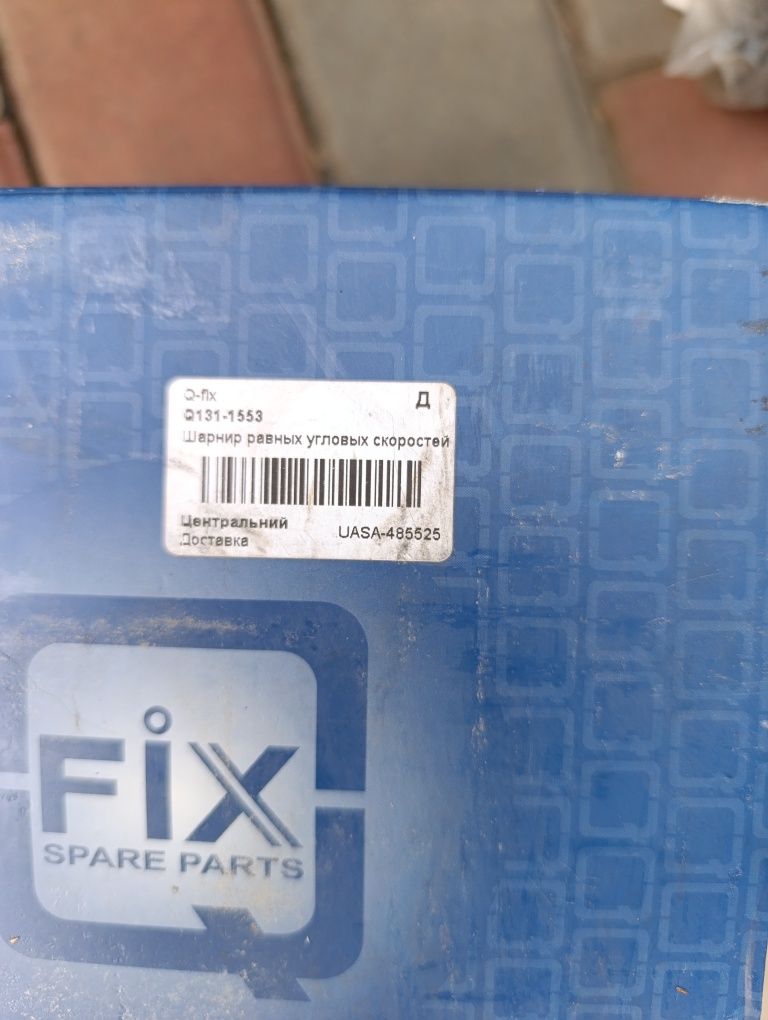 Q-fix
Д
Q131-1553
Шарнир равных угловых скоростей
Центральний
UASA-485525
Доставка
FiX
SPARE PARTS